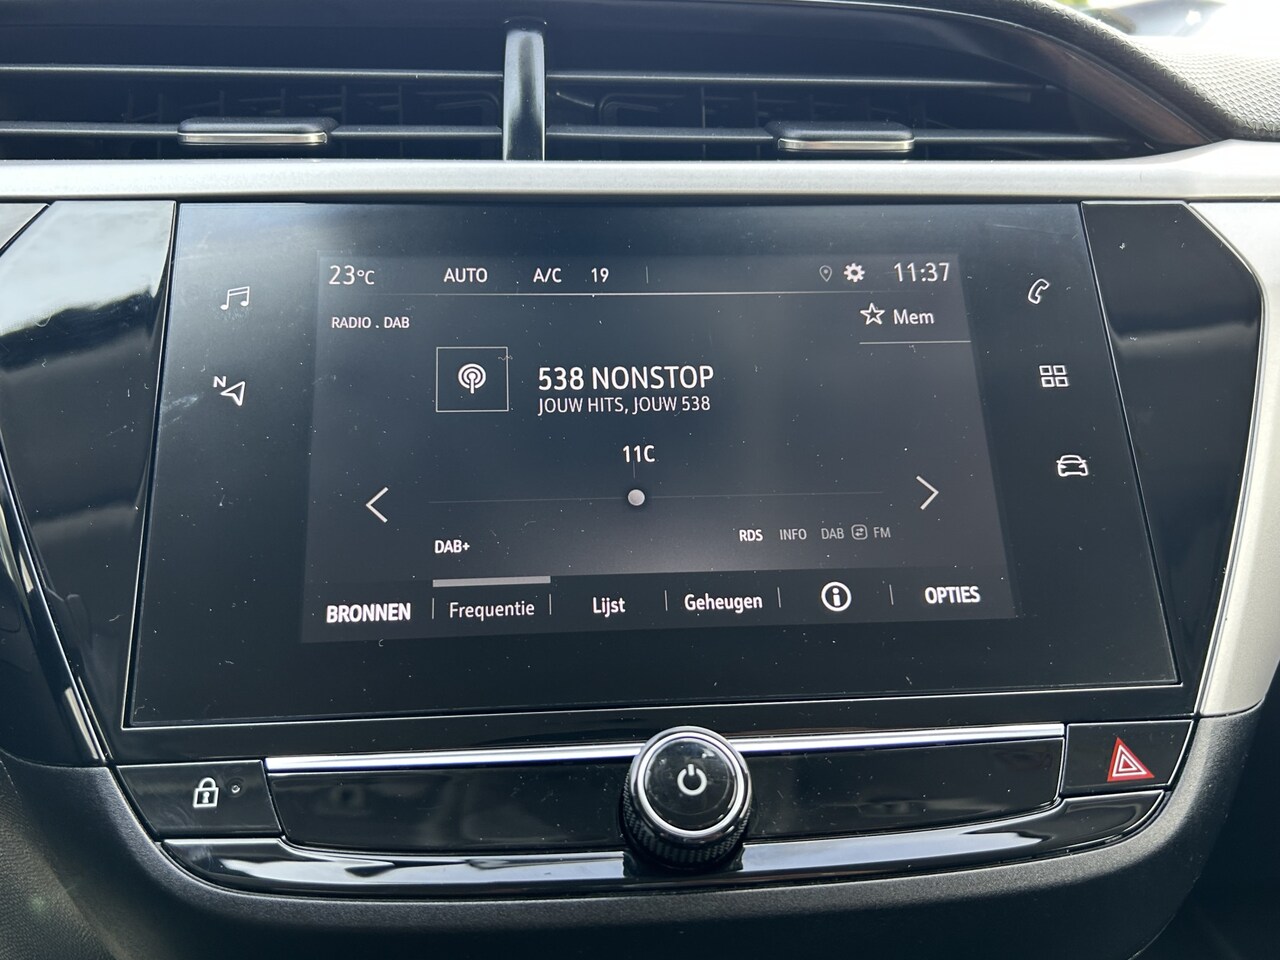 23°C AUTO A/C 19 11:37
RADIO . DAB
Mem
538 NONSTOP
JOUW HITS, JOUW 538
11C
N
DAB+
RDS INFO DAB FM
BRONNEN Frequentie Lijst Geheugen OPTIES